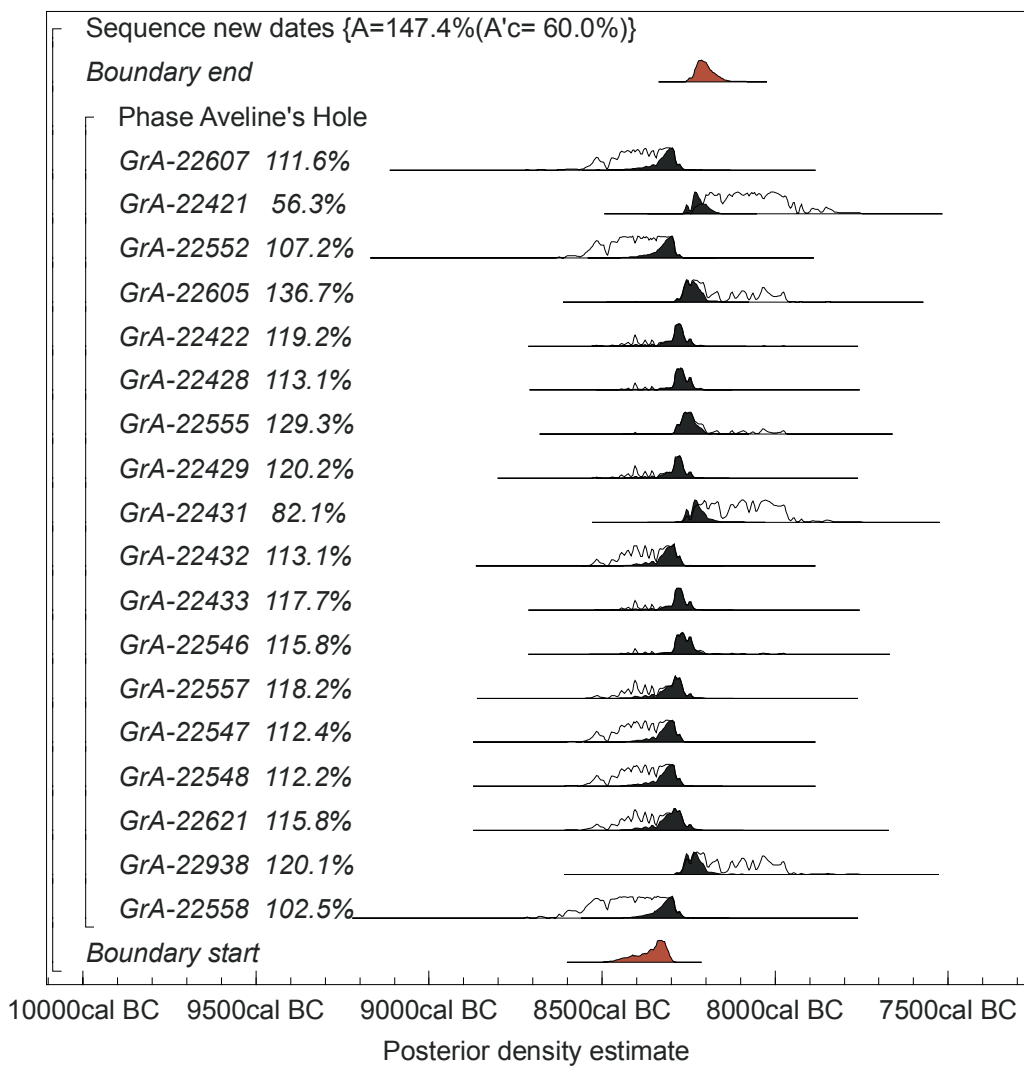 Sequence new dates {A=147.4%(A'c= 60.0%)}
Boundary end
Phase Aveline's Hole
GrA-22607 111.6%
GrA-22421 56.3%
GrA-22552 107.2%
GrA-22605 136.7%
GrA-22422 119.2%
GrA-22428 113.1%
GrA-22555 129.3%
GrA-22429 120.2%
GrA-22431 82.1%
GrA-22432 113.1%
GrA-22433 117.7%
GrA-22546 115.8%
GrA-22557 118.2%
GrA-22547 112.4%
GrA-22548 112.2%
GrA-22621 115.8%
GrA-22938 120.1%
GrA-22558 102.5%
Boundary start
10000cal BC 9500cal BC 9000cal BC 8500cal BC 8000cal BC 7500cal BC
Posterior density estimate